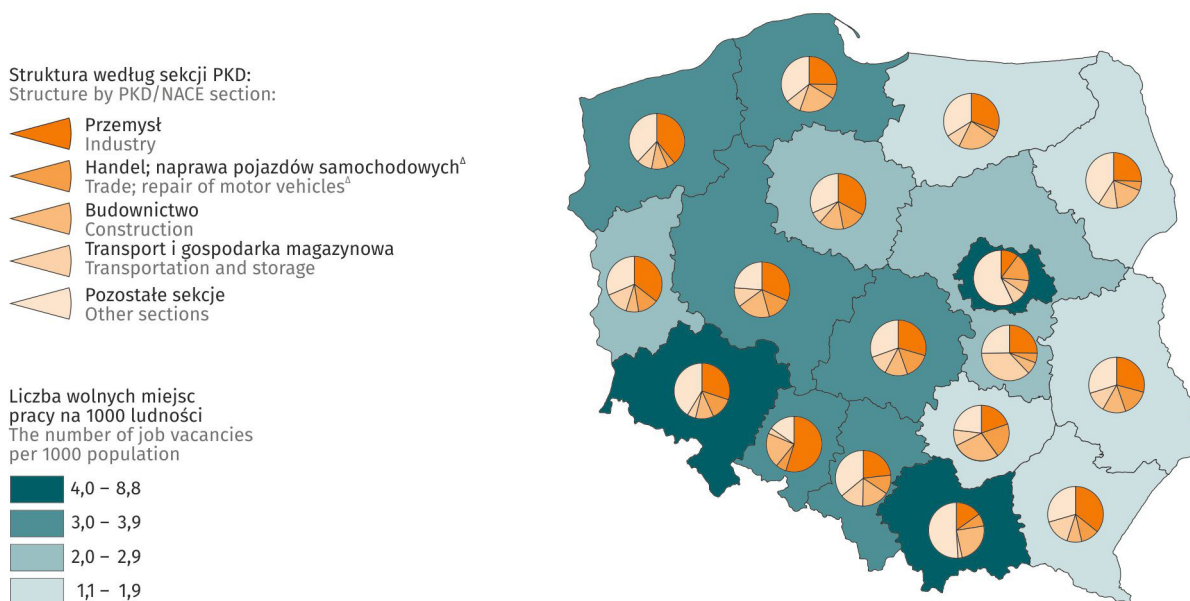 Struktura według sekcji PKD:
Structure by PKD/NACE section:
Przemysł
Industry
Handel; naprawa pojazdów samochodowychᐞ
Trade; repair of motor vehiclesᐞ
Budownictwo
Construction
Transport i gospodarka magazynowa
Transportation and storage
Pozostałe sekcje
Other sections
Liczba wolnych miejsc
pracy na 1000 ludności
The number of job vacancies
per 1000 population
4,0 – 8,8
3,0 – 3,9
2,0 – 2,9
1,1 – 1,9